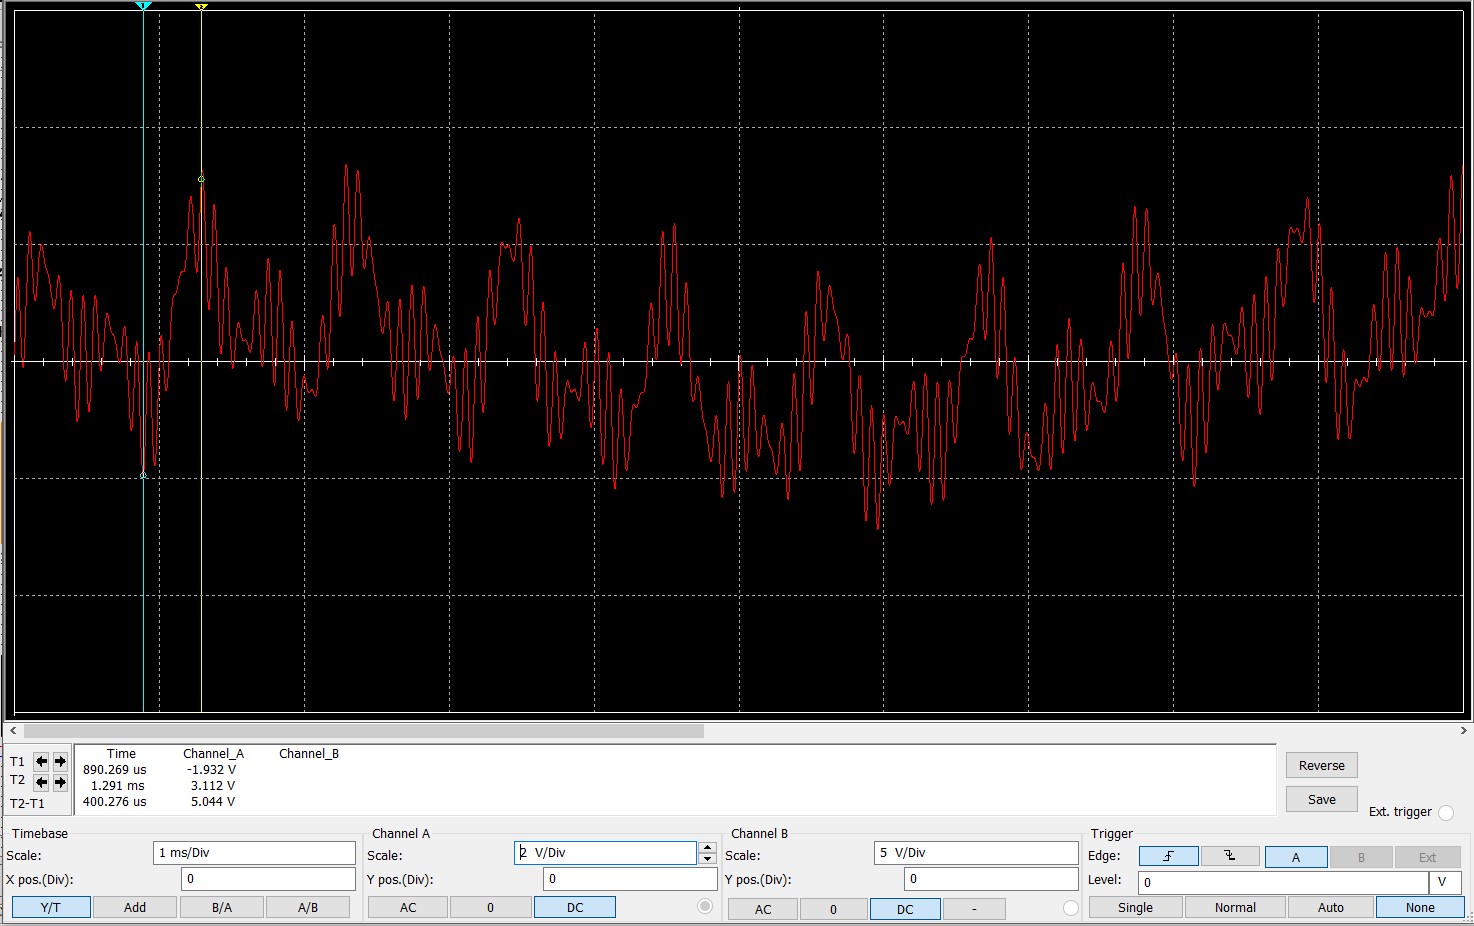 1
2
T1
T2
T2-T1
Time Channel_A Channel_B
890.269 us -1.932 V
1.291 ms 3.112 V
400.276 us 5.044 V
Reverse
Save
Ext. trigger
Timebase
Scale: 1 ms/Div
X pos.(Div): 0
Y/T Add B/A A/B
Channel A
Scale: 2 V/Div
Y pos.(Div): 0
AC 0 DC
Channel B
Scale: 5 V/Div
Y pos.(Div): 0
AC 0 DC -
Trigger
Edge: A B Ext
Level: 0 V
Single Normal Auto None